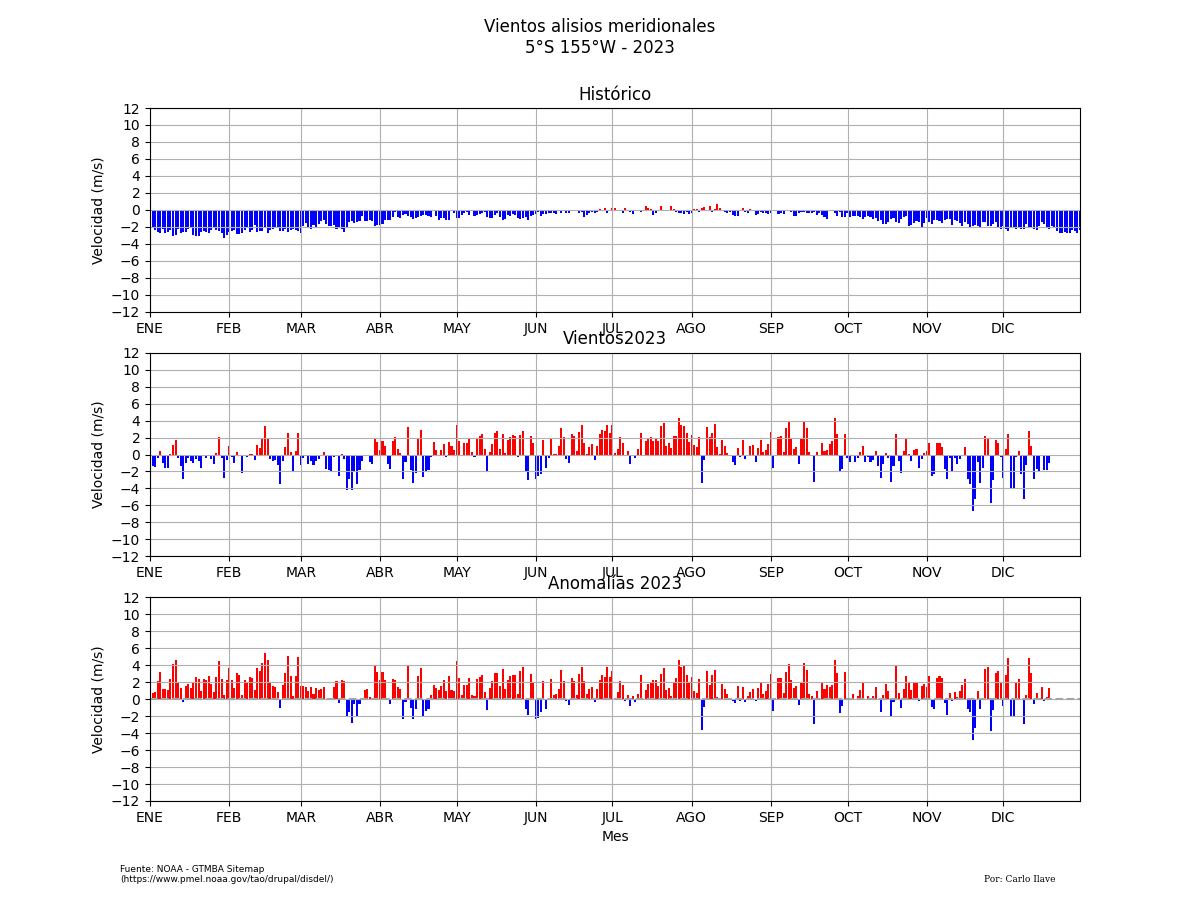 Vientos alisios meridionales
5°S 155°W - 2023
Histórico
12
10
8
6
4
2
0
−2
−4
−6
−8
−10
−12
Velocidad (m/s)
ENE FEB MAR ABR MAY JUN JUL AGO SEP OCT NOV DIC
Vientos2023
12
10
8
6
4
2
0
−2
−4
−6
−8
−10
−12
Velocidad (m/s)
ENE FEB MAR ABR MAY JUN JUL AGO SEP OCT NOV DIC
Anomalías 2023
12
10
8
6
4
2
0
−2
−4
−6
−8
−10
−12
Velocidad (m/s)
ENE FEB MAR ABR MAY JUN JUL AGO SEP OCT NOV DIC
Mes
Fuente: NOAA - GTMBA Sitemap
(https://www.pmel.noaa.gov/tao/drupal/disdel/)
Por: Carlo Ilave